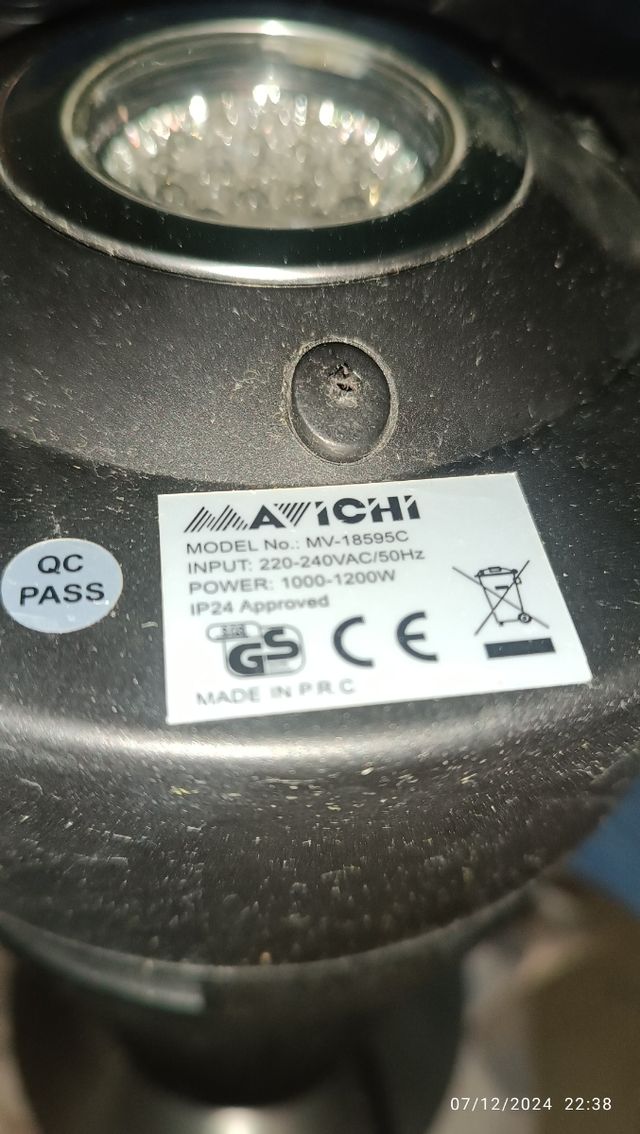 MAVICHI
MODEL No.: MV-18595C
INPUT: 220-240VAC/50Hz
POWER: 1000-1200W
IP24 Approved
GS CE
MADE IN P.R.C
QC
PASS
07/12/2024 22:38